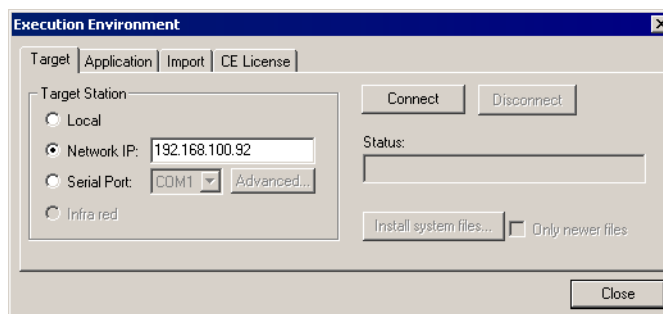 Execution Environment
Target Application Import CE License
Target Station
Local
Network IP: 192.168.100.92
Serial Port: COM1 Advanced...
Infra red
Connect Disconnect
Status:
Install system files... Only newer files
Close